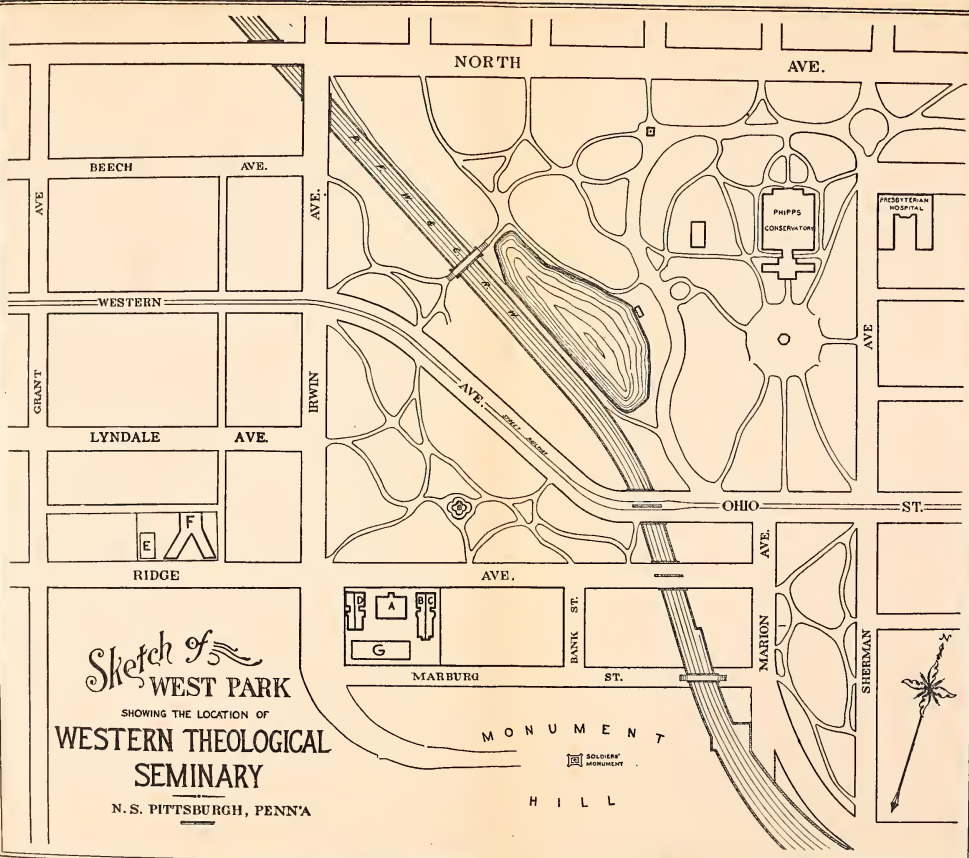 NORTH AVE.
BEECH AVE.
AVE
AVE.
PRESBYTERIAN
HOSPITAL
PHIPPS
CONSERVATORY
WESTERN
AVE.
STREET RAILWAY
GRANT
IRWIN
AVE
LYNDALE AVE.
OHIO ST.
E
F
RIDGE AVE.
AVE.
D
A
B C
G
BANK ST.
MARION
SHERMAN
N
MARBURG ST.
Sketch of
WEST PARK
SHOWING THE LOCATION OF
WESTERN THEOLOGICAL
SEMINARY
N.S. PITTSBURGH, PENN'A
MONUMENT
SOLDIERS'
MONUMENT
HILL